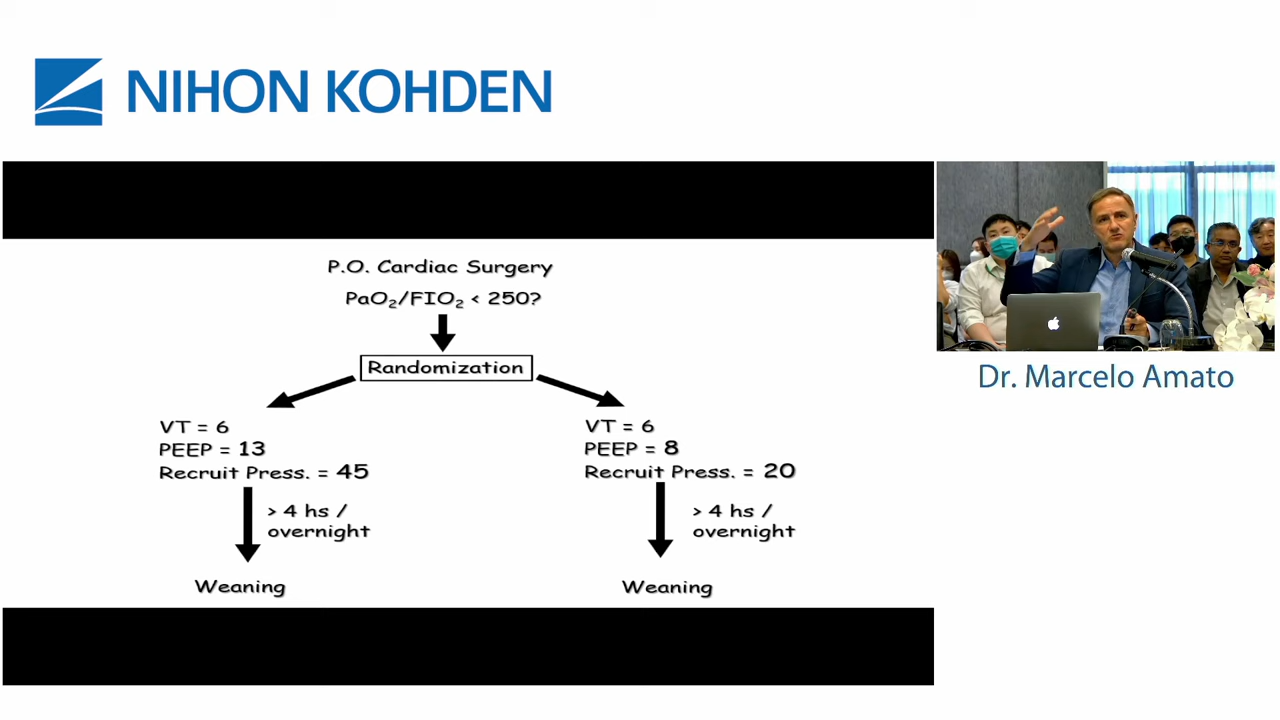 NIHON KOHDEN
P.O. Cardiac Surgery
PaO₂/FIO₂ < 250?
Randomization
VT = 6
PEEP = 13
Recruit Press. = 45
> 4 hs /
overnight
Weaning
VT = 6
PEEP = 8
Recruit Press. = 20
> 4 hs /
overnight
Weaning
Dr. Marcelo Amato